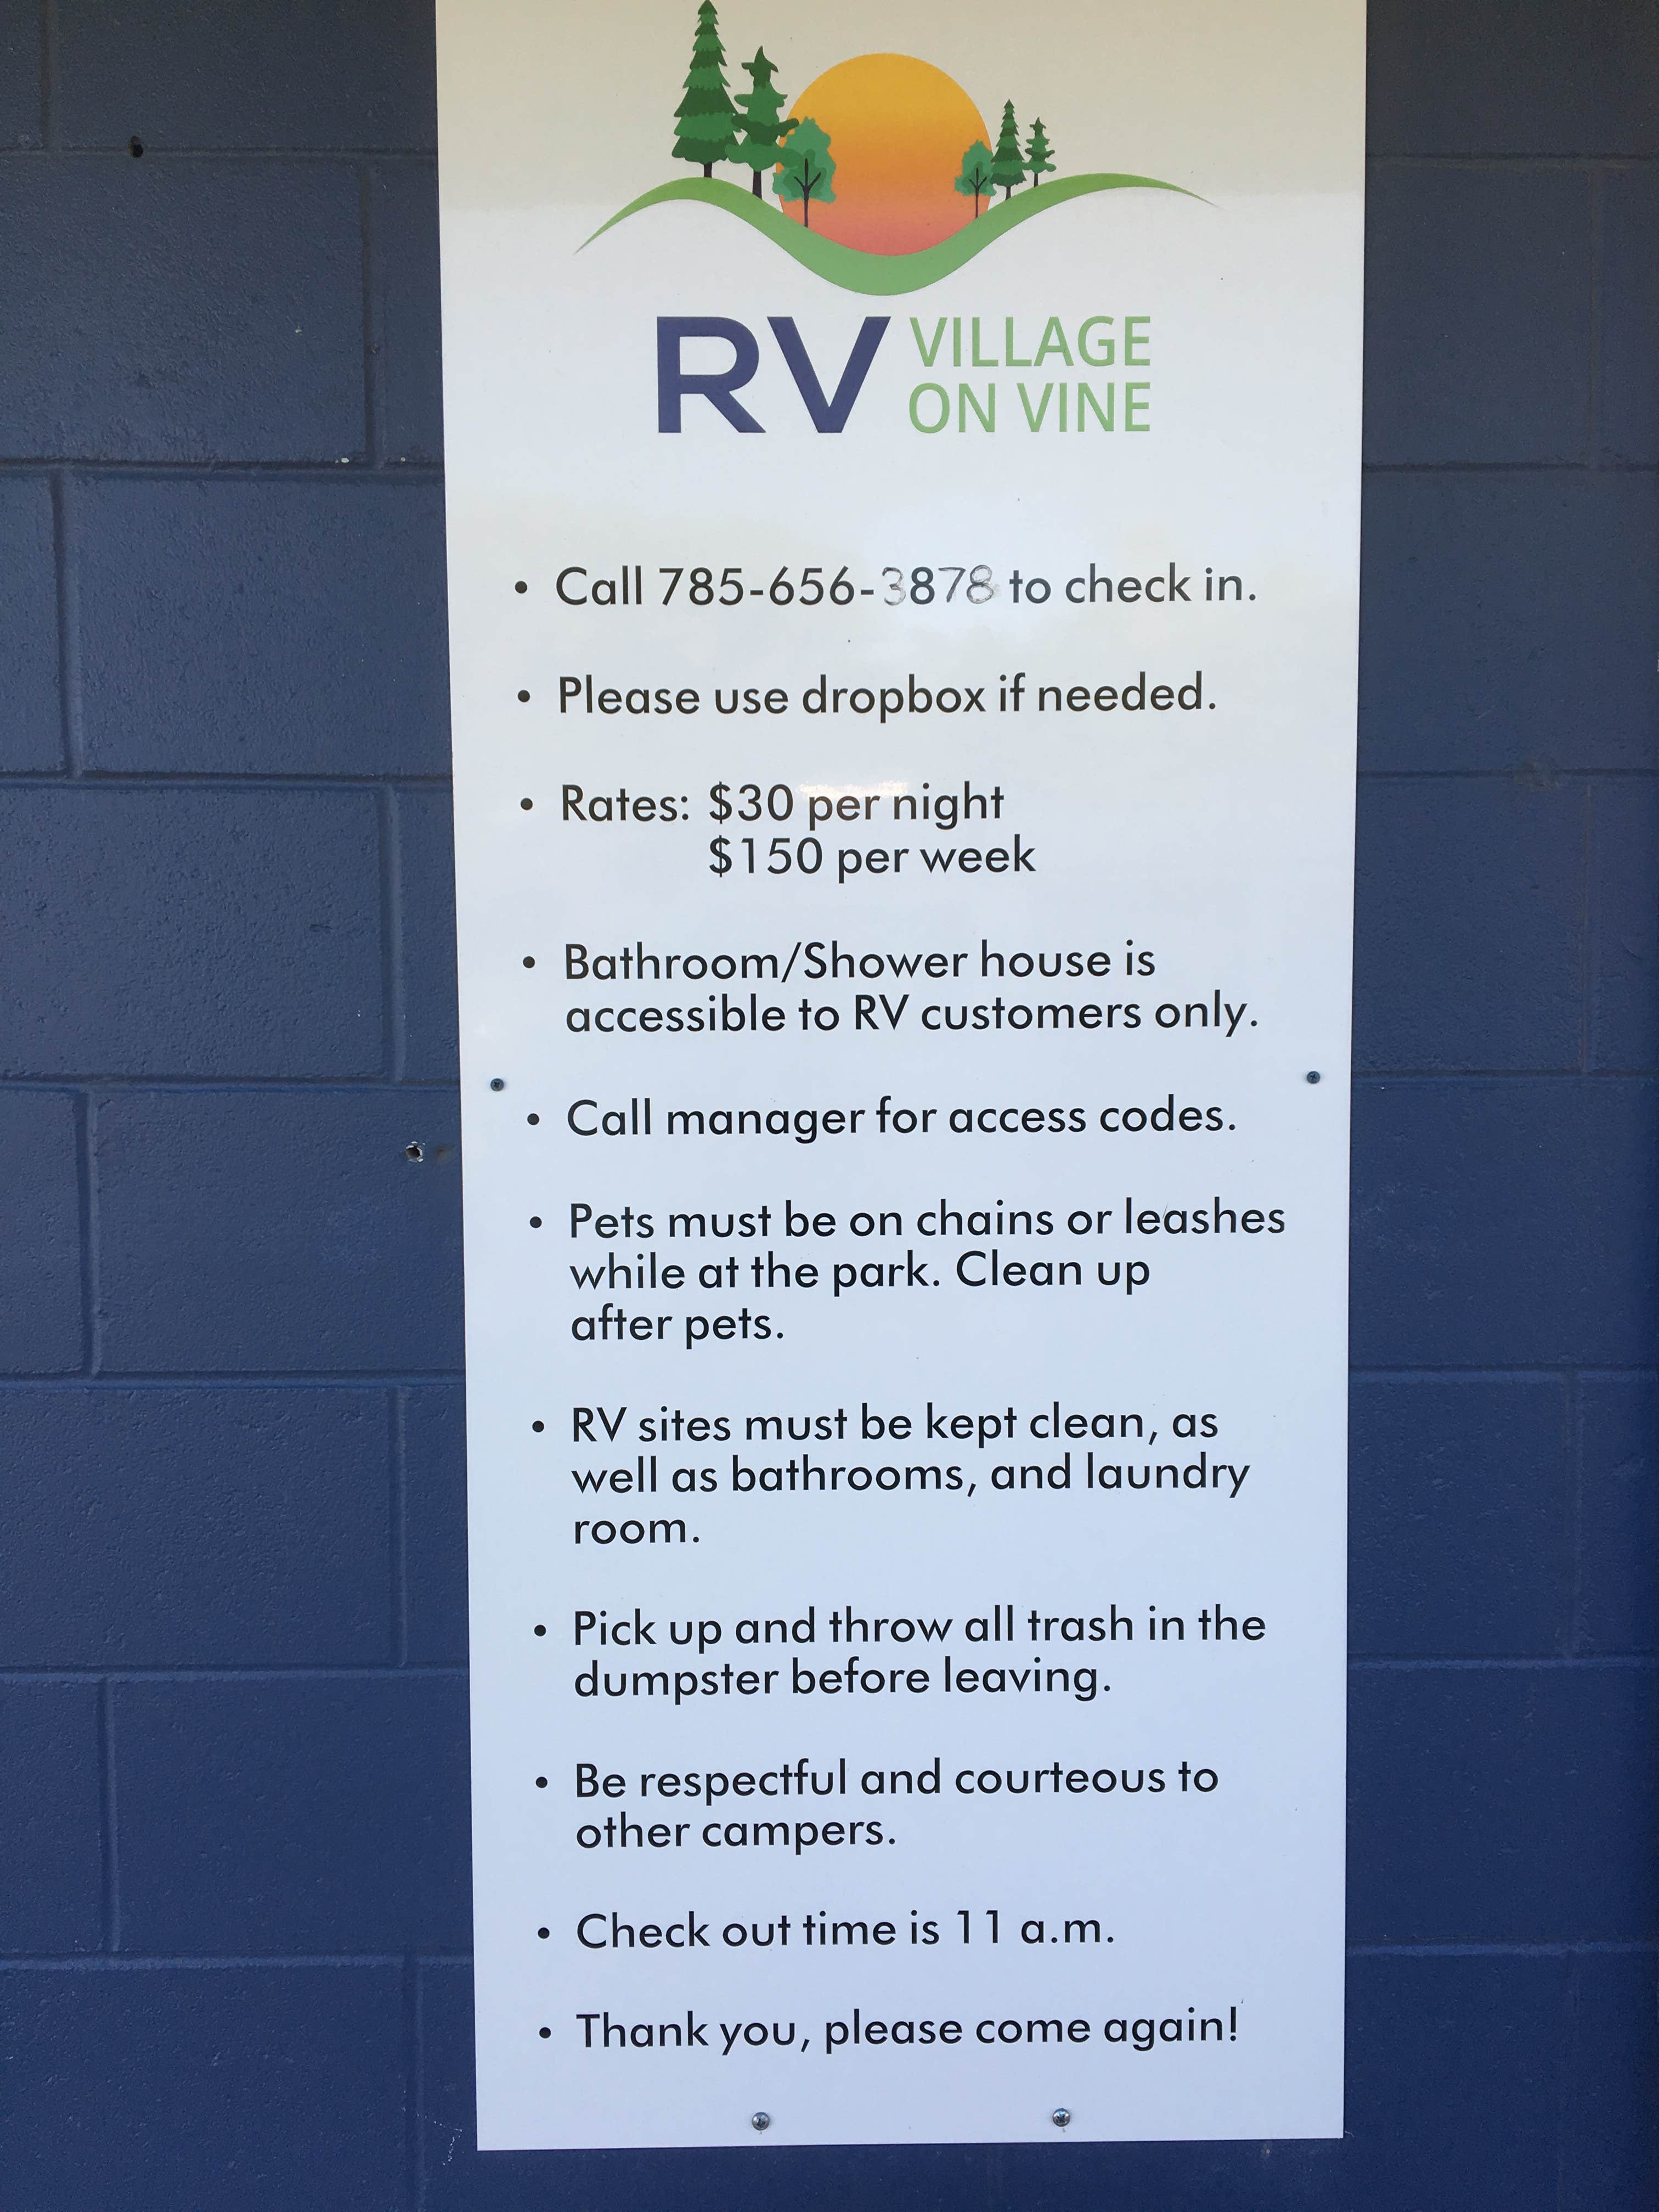 RV VILLAGE
ON VINE
• Call 785-656-3878 to check in.
• Please use dropbox if needed.
• Rates: $30 per night
$150 per week
• Bathroom/Shower house is
accessible to RV customers only.
• Call manager for access codes.
• Pets must be on chains or leashes
while at the park. Clean up
after pets.
• RV sites must be kept clean, as
well as bathrooms, and laundry
room.
• Pick up and throw all trash in the
dumpster before leaving.
• Be respectful and courteous to
other campers.
• Check out time is 11 a.m.
• Thank you, please come again!